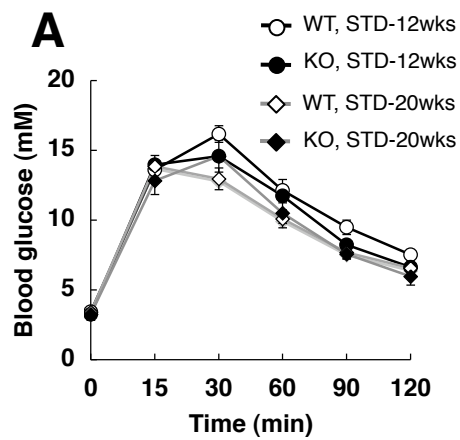 A
WT, STD-12wks
KO, STD-12wks
WT, STD-20wks
KO, STD-20wks
Blood glucose (mM)
20
15
10
5
0
0 15 30 60 90 120
Time (min)